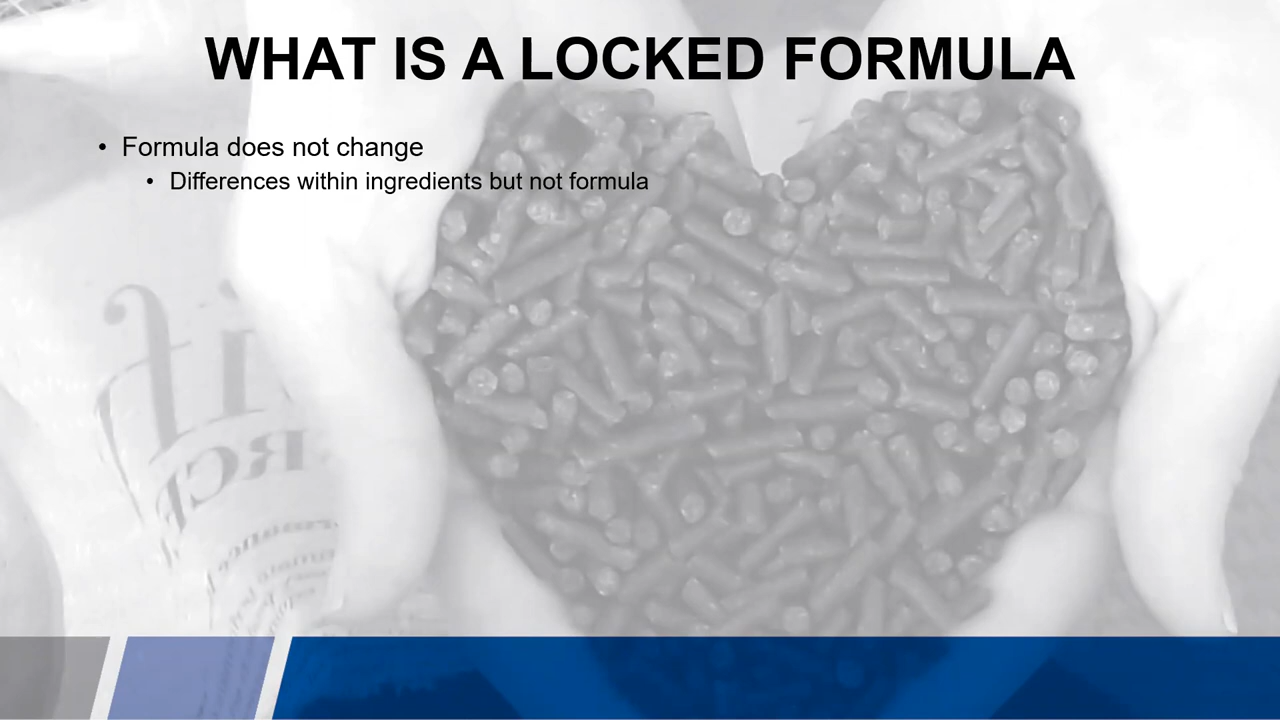 WHAT IS A LOCKED FORMULA
• Formula does not change
• Differences within ingredients but not formula